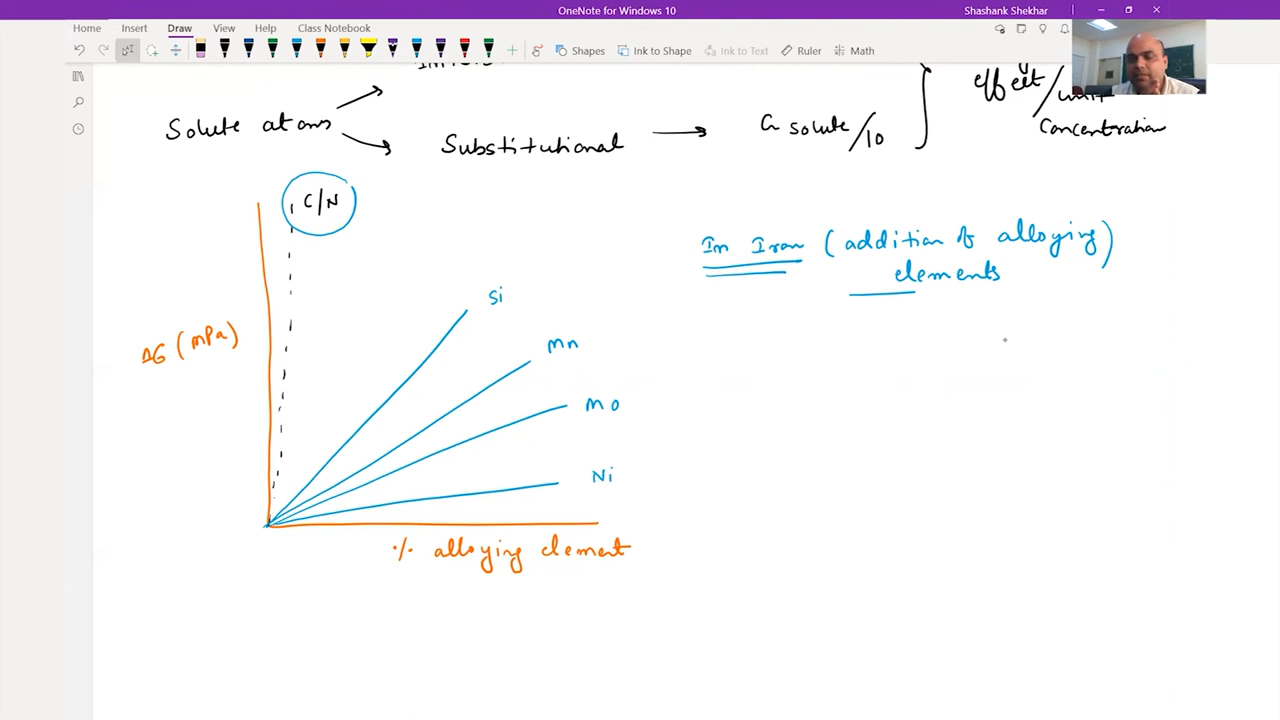 OneNote for Windows 10
Shashank Shekhar
Home Insert Draw View Help Class Notebook
Shapes Ink to Shape Ink to Text Ruler Math
effect/unit
concentration
Solute atoms
Substitutional
G solute/10
C/N
In Iron (addition of alloying)
elements
Si
Δσ (mPa)
Mn
Mo
Ni
% alloying element